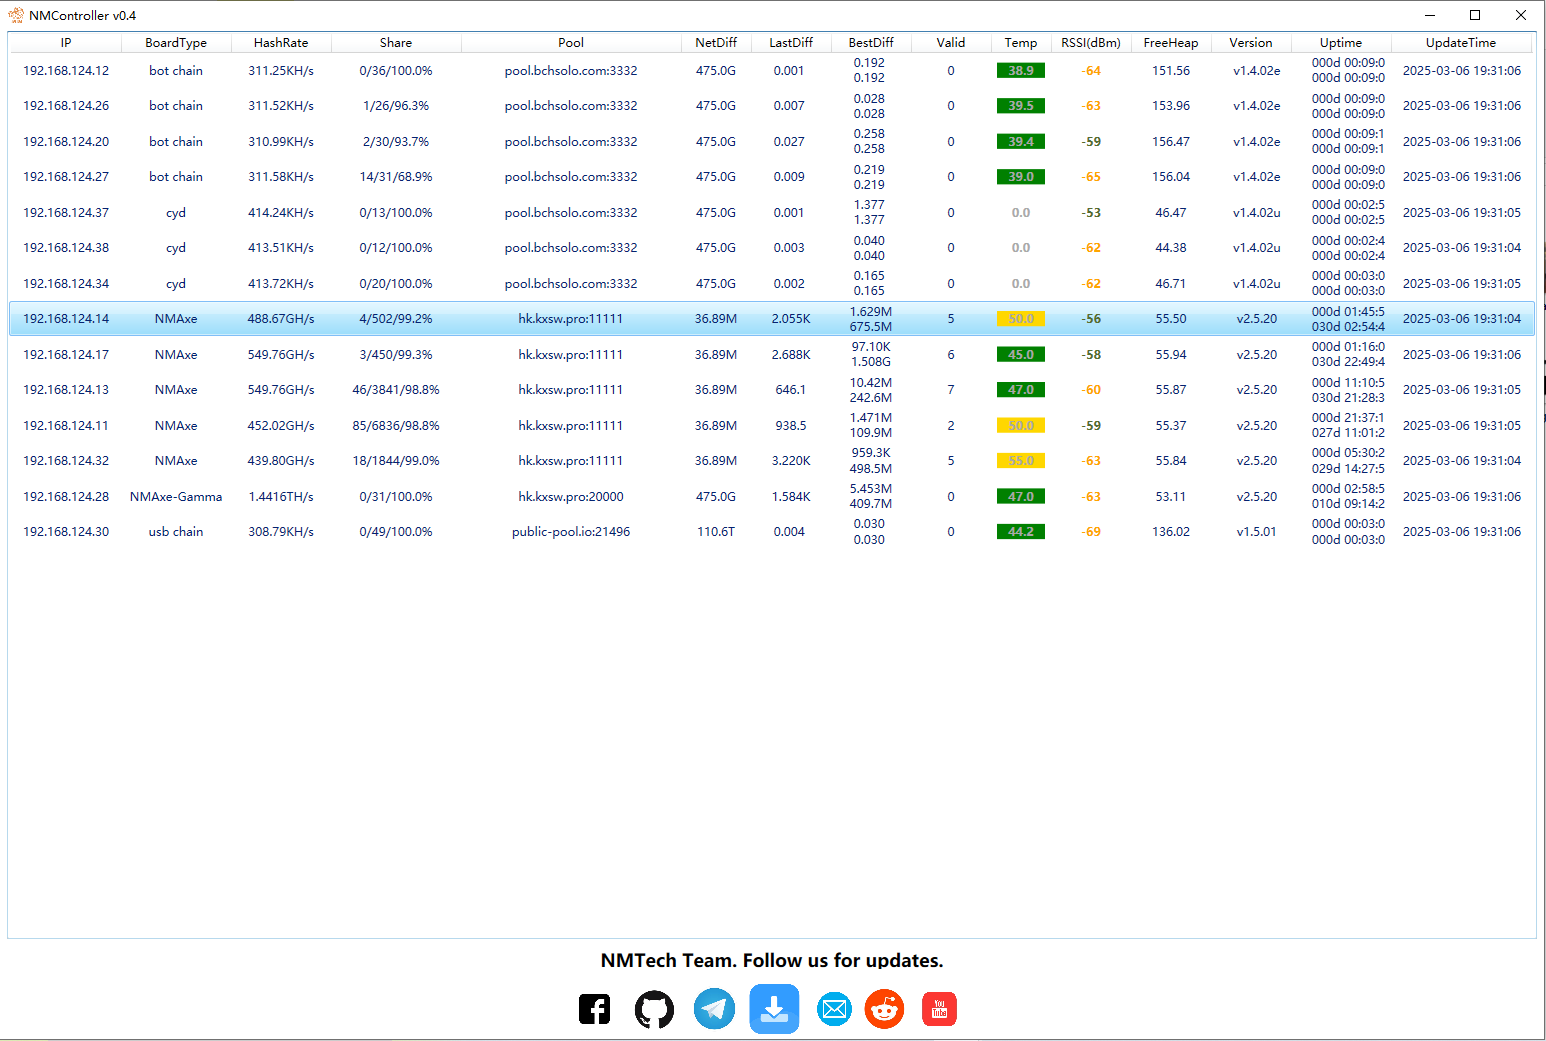 NMController v0.4
IP BoardType HashRate Share Pool NetDiff LastDiff BestDiff Valid Temp RSSI(dBm) FreeHeap Version Uptime UpdateTime
192.168.124.12 bot chain 311.25KH/s 0/36/100.0% pool.bchsolo.com:3332 475.0G 0.001 0.192 0.192 0 38.9 -64 151.56 v1.4.02e 000d 00:09:0 000d 00:09:0 2025-03-06 19:31:06
192.168.124.26 bot chain 311.52KH/s 1/26/96.3% pool.bchsolo.com:3332 475.0G 0.007 0.028 0.028 0 39.5 -63 153.96 v1.4.02e 000d 00:09:0 000d 00:09:0 2025-03-06 19:31:06
192.168.124.20 bot chain 310.99KH/s 2/30/93.7% pool.bchsolo.com:3332 475.0G 0.027 0.258 0.258 0 39.4 -59 156.47 v1.4.02e 000d 00:09:1 000d 00:09:1 2025-03-06 19:31:06
192.168.124.27 bot chain 311.58KH/s 14/31/68.9% pool.bchsolo.com:3332 475.0G 0.009 0.219 0.219 0 39.0 -65 156.04 v1.4.02e 000d 00:09:0 000d 00:09:0 2025-03-06 19:31:06
192.168.124.37 cyd 414.24KH/s 0/13/100.0% pool.bchsolo.com:3332 475.0G 0.001 1.377 1.377 0 0.0 -53 46.47 v1.4.02u 000d 00:02:5 000d 00:02:5 2025-03-06 19:31:05
192.168.124.38 cyd 413.51KH/s 0/12/100.0% pool.bchsolo.com:3332 475.0G 0.003 0.040 0.040 0 0.0 -62 44.38 v1.4.02u 000d 00:02:4 000d 00:02:4 2025-03-06 19:31:04
192.168.124.34 cyd 413.72KH/s 0/20/100.0% pool.bchsolo.com:3332 475.0G 0.002 0.165 0.165 0 0.0 -62 46.71 v1.4.02u 000d 00:03:0 000d 00:03:0 2025-03-06 19:31:05
192.168.124.14 NMAxe 488.67GH/s 4/502/99.2% hk.kxsw.pro:11111 36.89M 2.055K 1.629M 675.5M 5 50.0 -56 55.50 v2.5.20 000d 01:45:5 030d 02:54:4 2025-03-06 19:31:04
192.168.124.17 NMAxe 549.76GH/s 3/450/99.3% hk.kxsw.pro:11111 36.89M 2.688K 97.10K 1.508G 6 45.0 -58 55.94 v2.5.20 000d 01:16:0 030d 22:49:4 2025-03-06 19:31:06
192.168.124.13 NMAxe 549.76GH/s 46/3841/98.8% hk.kxsw.pro:11111 36.89M 646.1 10.42M 242.6M 7 47.0 -60 55.87 v2.5.20 000d 11:10:5 030d 21:28:3 2025-03-06 19:31:05
192.168.124.11 NMAxe 452.02GH/s 85/6836/98.8% hk.kxsw.pro:11111 36.89M 938.5 1.471M 109.9M 2 50.0 -59 55.37 v2.5.20 000d 21:37:1 027d 11:01:2 2025-03-06 19:31:05
192.168.124.32 NMAxe 439.80GH/s 18/1844/99.0% hk.kxsw.pro:11111 36.89M 3.220K 959.3K 498.5M 5 55.0 -63 55.84 v2.5.20 000d 05:30:2 029d 14:27:5 2025-03-06 19:31:04
192.168.124.28 NMAxe-Gamma 1.4416TH/s 0/31/100.0% hk.kxsw.pro:20000 475.0G 1.584K 5.453M 409.7M 0 47.0 -63 53.11 v2.5.20 000d 02:58:5 010d 09:14:2 2025-03-06 19:31:06
192.168.124.30 usb chain 308.79KH/s 0/49/100.0% public-pool.io:21496 110.6T 0.004 0.030 0.030 0 44.2 -69 136.02 v1.5.01 000d 00:03:0 000d 00:03:0 2025-03-06 19:31:06
NMTech Team. Follow us for updates.
You Tube